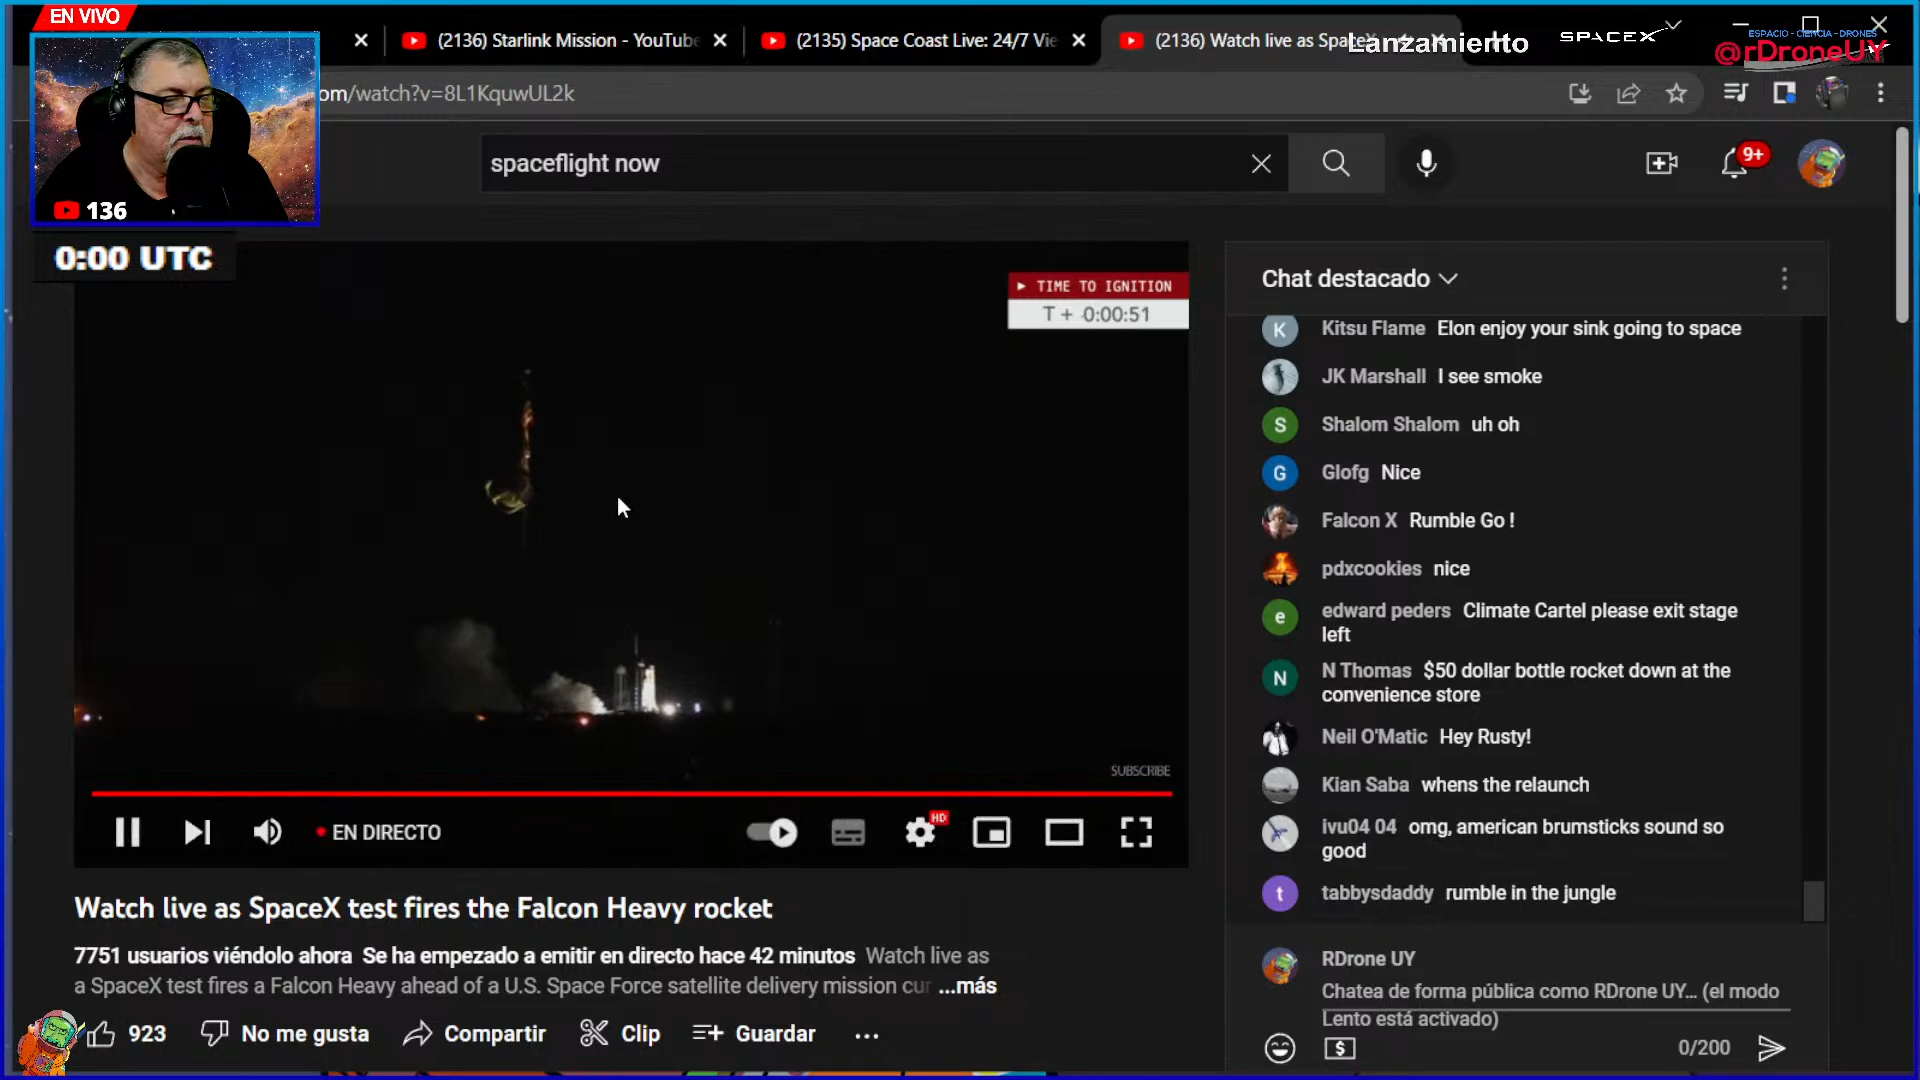 EN VIVO
(2136) Starlink Mission - YouTube
(2135) Space Coast Live: 24/7 Vie
(2136) Watch live as SpaceX
Lanzamiento
SPACEX
ESPACIO - CIENCIA - DRONES
@rDroneUY
om/watch?v=8L1KquwUL2k
spaceflight now
9+
136
0:00 UTC
TIME TO IGNITION
T + 0:00:51
SUBSCRIBE
EN DIRECTO
HD
Watch live as SpaceX test fires the Falcon Heavy rocket
7751 usuarios viéndolo ahora Se ha empezado a emitir en directo hace 42 minutos Watch live as
a SpaceX test fires a Falcon Heavy ahead of a U.S. Space Force satellite delivery mission cur ...más
923
No me gusta
Compartir
Clip
Guardar
Chat destacado
K
Kitsu Flame Elon enjoy your sink going to space
JK Marshall I see smoke
S
Shalom Shalom uh oh
G
Glofg Nice
Falcon X Rumble Go !
pdxcookies nice
e
edward peders Climate Cartel please exit stage
left
N
N Thomas $50 dollar bottle rocket down at the
convenience store
Neil O'Matic Hey Rusty!
Kian Saba whens the relaunch
ivu04 04 omg, american brumsticks sound so
good
t
tabbysdaddy rumble in the jungle
RDrone UY
Chatea de forma pública como RDrone UY... (el modo
Lento está activado)
$
0/200